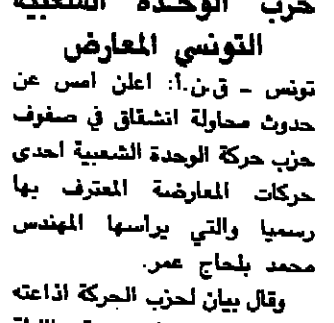 حزب الوحدة الشعبية
التونسي المعارض
تونس - ق.ن.أ: اعلن امس عن
حدوث محاولة انشقاق في صفوف
حزب حركة الوحدة الشعبية احدى
حركات المعارضة المعترف بها
رسميا والتي يراسها المهندس
محمد بلحاج عمر.
وقال بيان لحزب الحركة اذاعته